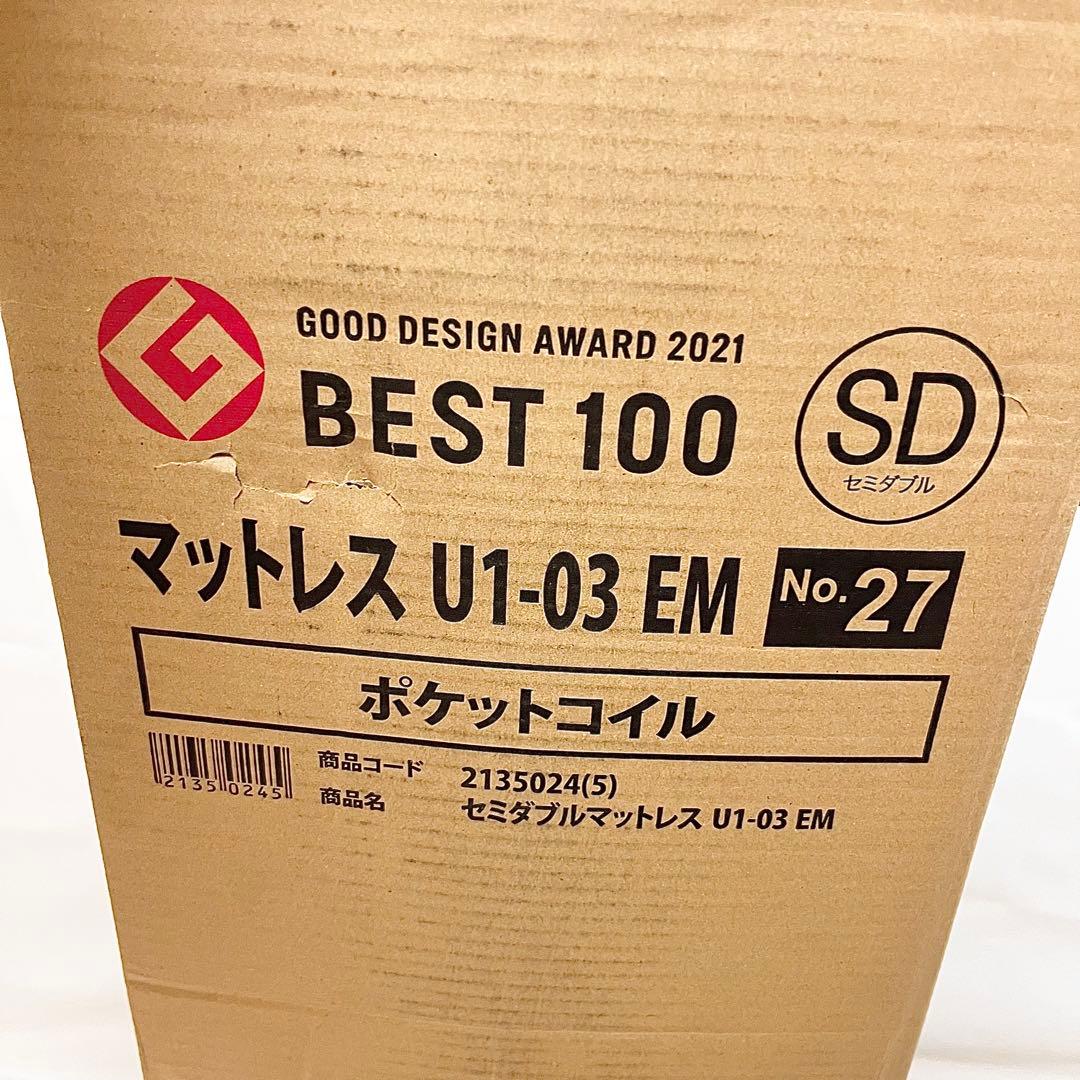 GOOD DESIGN AWARD 2021
BEST 100
SD
セミダブル
マットレス U1-03 EM
No.27
ポケットコイル
2135 0245
商品コード 2135024(5)
商品名 セミダブルマットレス U1-03 EM